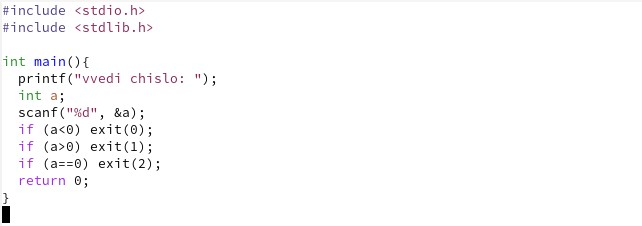 #include <stdio.h>
#include <stdlib.h>
int main(){
  printf("vvedi chislo: ");
  int a;
  scanf("%d", &a);
  if (a<0) exit(0);
  if (a>0) exit(1);
  if (a==0) exit(2);
  return 0;
}